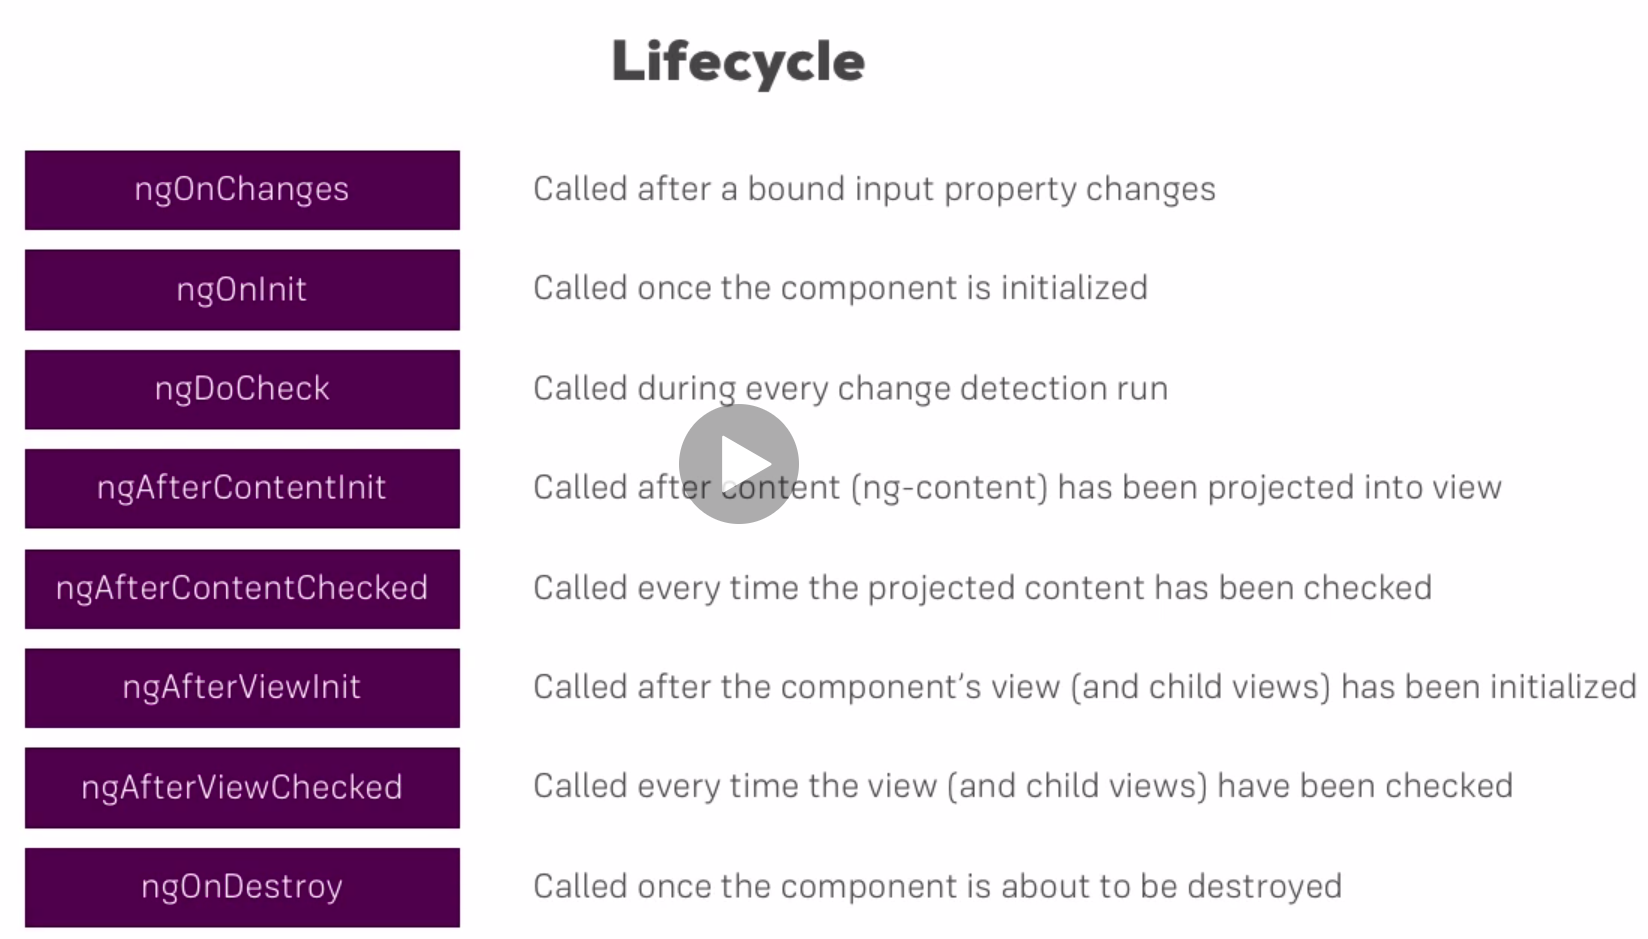 Lifecycle
ngOnChanges Called after a bound input property changes
ngOnInit Called once the component is initialized
ngDoCheck Called during every change detection run
ngAfterContentInit Called after content (ng-content) has been projected into view
ngAfterContentChecked Called every time the projected content has been checked
ngAfterViewInit Called after the component’s view (and child views) has been initialized
ngAfterViewChecked Called every time the view (and child views) have been checked
ngOnDestroy Called once the component is about to be destroyed